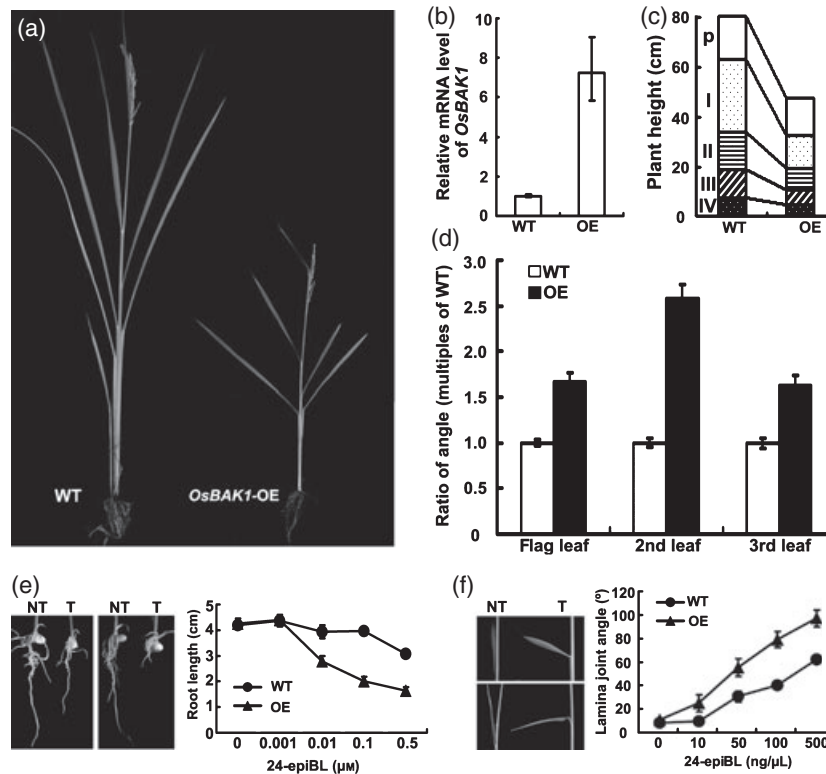 (a)
WT
OsBAK1-OE
(b)
Relative mRNA level
of OsBAK1
10
8
6
4
2
0
WT OE
(c)
Plant height (cm)
80
60
40
20
0
p
I
II
III
IV
WT OE
(d)
Ratio of angle (multiples of WT)
3.0
2.5
2.0
1.5
1.0
0.5
0
WT
OE
Flag leaf 2nd leaf 3rd leaf
(e)
NT T NT T
Root length (cm)
5
4
3
2
1
0
WT
OE
0 0.001 0.01 0.1 0.5
24-epiBL (μM)
(f)
NT T
Lamina joint angle (º)
120
100
80
60
40
20
0
WT
OE
0 10 50 100 500
24-epiBL (ng/μL)